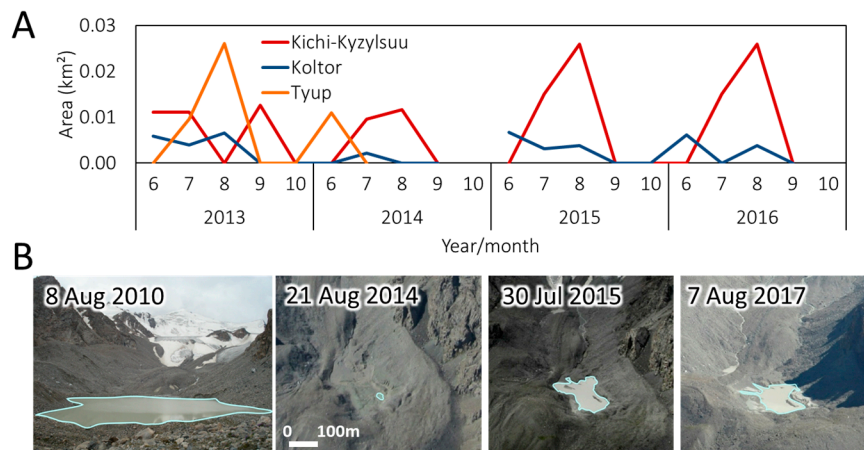 A
0.03
0.02
0.01
0.00
Area (km²)
Kichi-Kyzylsuu
Koltor
Tyup
6 7 8 9 10 6 7 8 9 10 6 7 8 9 10 6 7 8 9 10
2013 2014 2015 2016
Year/month
B
8 Aug 2010 21 Aug 2014 30 Jul 2015 7 Aug 2017
0 100m